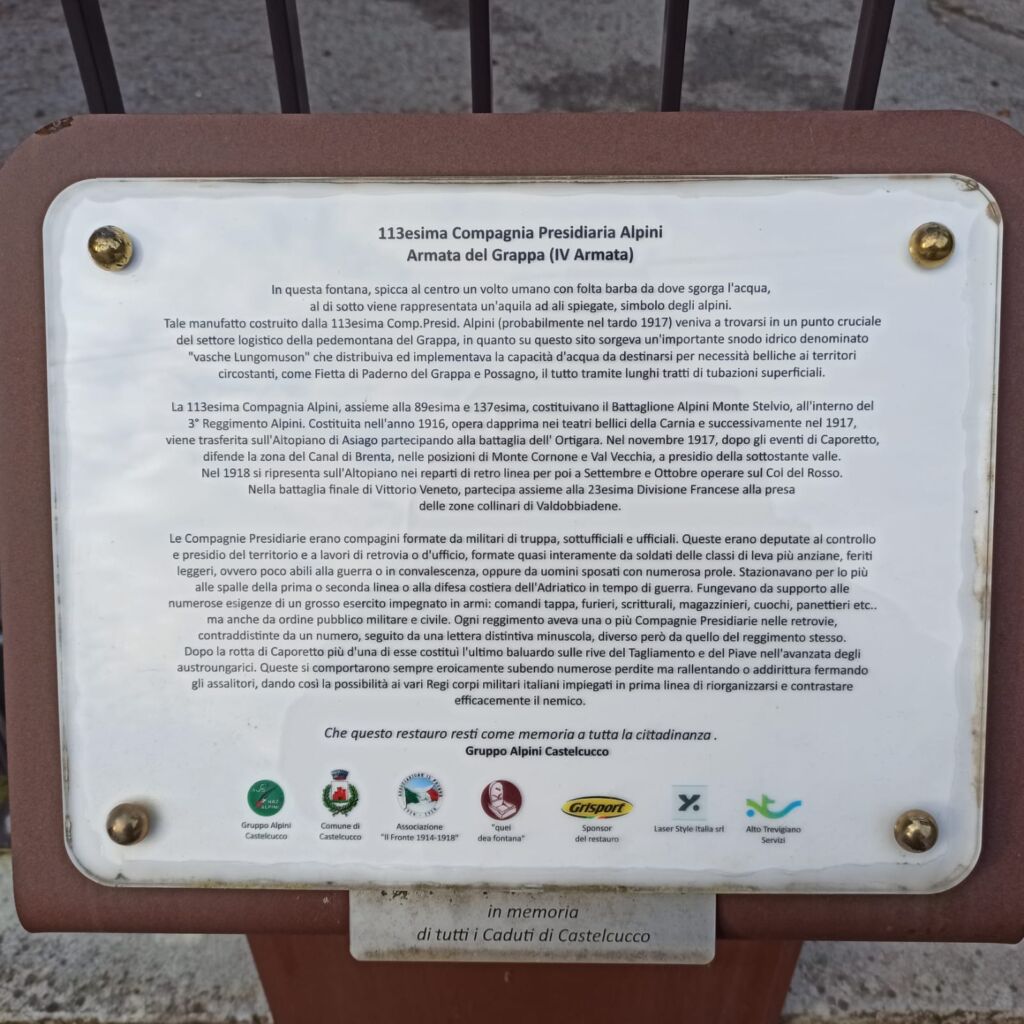 113esima Compagnia Presidiaria Alpini
Armata del Grappa (IV Armata)
In questa fontana, spicca al centro un volto umano con folta barba da dove sgorga l'acqua,
al di sotto viene rappresentata un'aquila ad ali spiegate, simbolo degli alpini.
Tale manufatto costruito dalla 113esima Comp.Presid. Alpini (probabilmente nel tardo 1917) veniva a trovarsi in un punto cruciale
del settore logistico della pedemontana del Grappa, in quanto su questo sito sorgeva un'importante snodo idrico denominato
"vasche Lungomuson" che distribuiva ed implementava la capacità d'acqua da destinarsi per necessità belliche ai territori
circostanti, come Fietta di Paderno del Grappa e Possagno, il tutto tramite lunghi tratti di tubazioni superficiali.
La 113esima Compagnia Alpini, assieme alla 89esima e 137esima, costituivano il Battaglione Alpini Monte Stelvio, all'interno del
3° Reggimento Alpini. Costituita nell'anno 1916, opera dapprima nei teatri bellici della Carnia e successivamente nel 1917,
viene trasferita sull'Altopiano di Asiago partecipando alla battaglia dell' Ortigara. Nel novembre 1917, dopo gli eventi di Caporetto,
difende la zona del Canal di Brenta, nelle posizioni di Monte Cornone e Val Vecchia, a presidio della sottostante valle.
Nel 1918 si ripresenta sull'Altopiano nei reparti di retro linea per poi a Settembre e Ottobre operare sul Col del Rosso.
Nella battaglia finale di Vittorio Veneto, partecipa assieme alla 23esima Divisione Francese alla presa
delle zone collinari di Valdobbiadene.
Le Compagnie Presidiarie erano compagini formate da militari di truppa, sottufficiali e ufficiali. Queste erano deputate al controllo
e presidio del territorio e a lavori di retrovia o d'ufficio, formate quasi interamente da soldati delle classi di leva più anziane, feriti
leggeri, ovvero poco abili alla guerra o in convalescenza, oppure da uomini sposati con numerosa prole. Stazionavano per lo più
alle spalle della prima o seconda linea o alla difesa costiera dell'Adriatico in tempo di guerra. Fungevano da supporto alle
numerose esigenze di un grosso esercito impegnato in armi: comandi tappa, furieri, scritturali, magazzinieri, cuochi, panettieri etc..
ma anche da ordine pubblico militare e civile. Ogni reggimento aveva una o più Compagnie Presidiarie nelle retrovie,
contraddistinte da un numero, seguito da una lettera distintiva minuscola, diverso però da quello del reggimento stesso.
Dopo la rotta di Caporetto più d'una di esse costituì l'ultimo baluardo sulle rive del Tagliamento e del Piave nell'avanzata degli
austroungarici. Queste si comportarono sempre eroicamente subendo numerose perdite ma rallentando o addirittura fermando
gli assalitori, dando così la possibilità ai vari Regi corpi militari italiani impiegati in prima linea di riorganizzarsi e contrastare
efficacemente il nemico.
Che questo restauro resti come memoria a tutta la cittadinanza .
Gruppo Alpini Castelcucco
Gruppo Alpini
Castelcucco
Comune di
Castelcucco
Associazione
"Il Fronte 1914-1918"
"quei
dea fontana"
Grisport
Sponsor
del restauro
Laser Style Italia srl
Alto Trevigiano
Servizi
in memoria
di tutti i Caduti di Castelcucco